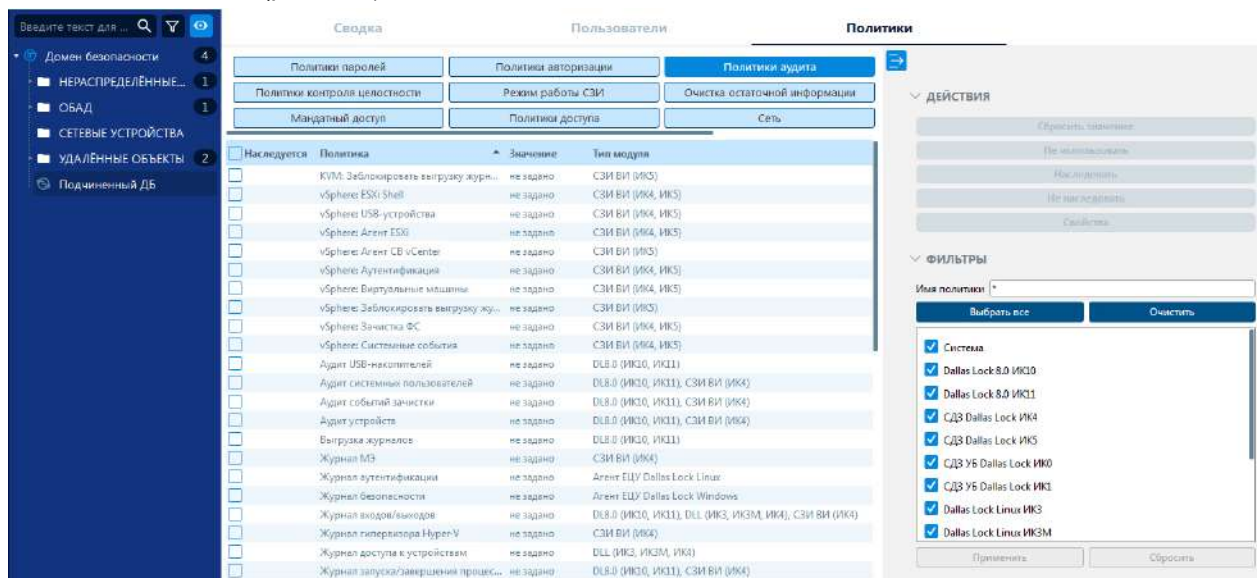 Введите текст для ...
Домен безопасности 4
НЕРАСПРЕДЕЛЁННЫЕ... 1
ОБАД 1
СЕТЕВЫЕ УСТРОЙСТВА
УДАЛЁННЫЕ ОБЪЕКТЫ 2
Подчиненный ДБ
Сводка Пользователи Политики
Политики паролей Политики авторизации Политики аудита
Политики контроля целостности Режим работы СЗИ Очистка остаточной информации
Мандатный доступ Политики доступа Сеть
Наследуется Политика Значение Тип модуля
KVM: Заблокировать выгрузку журн... не задано СЗИ ВИ (ИК5)
vSphere: ESXi Shell не задано СЗИ ВИ (ИК4, ИК5)
vSphere: USB-устройства не задано СЗИ ВИ (ИК4, ИК5)
vSphere: Агент ESXi не задано СЗИ ВИ (ИК4, ИК5)
vSphere: Агент СВ vCenter не задано СЗИ ВИ (ИК5)
vSphere: Аутентификация не задано СЗИ ВИ (ИК4, ИК5)
vSphere: Виртуальные машины не задано СЗИ ВИ (ИК4, ИК5)
vSphere: Заблокировать выгрузку жу... не задано СЗИ ВИ (ИК5)
vSphere: Зачистка ФС не задано СЗИ ВИ (ИК4, ИК5)
vSphere: Системные события не задано СЗИ ВИ (ИК4, ИК5)
Аудит USB-накопителей не задано DL8.0 (ИК10, ИК11)
Аудит системных пользователей не задано DL8.0 (ИК10, ИК11), СЗИ ВИ (ИК4)
Аудит событий зачистки не задано DL8.0 (ИК10, ИК11), СЗИ ВИ (ИК4)
Аудит устройств не задано DL8.0 (ИК10, ИК11), СЗИ ВИ (ИК4)
Выгрузка журналов не задано DL8.0 (ИК10, ИК11)
Журнал МЭ не задано СЗИ ВИ (ИК4)
Журнал аутентификации не задано Агент ЕЦУ Dallas Lock Linux
Журнал безопасности не задано Агент ЕЦУ Dallas Lock Windows
Журнал входов/выходов не задано DL8.0 (ИК10, ИК11), DLL (ИК3, ИК3М, ИК4), СЗИ ВИ (ИК4)
Журнал гипервизора Hyper-V не задано СЗИ ВИ (ИК4)
Журнал доступа к устройствам не задано DLL (ИК3, ИК3М, ИК4)
Журнал запуска/завершения процес... не задано DL8.0 (ИК10, ИК11), СЗИ ВИ (ИК4)
ДЕЙСТВИЯ
Сбросить значение
Не использовать
Наследовать
Не наследовать
Свойства
ФИЛЬТРЫ
Имя политики *
Выбрать все Очистить
Система
Dallas Lock 8.0 ИК10
Dallas Lock 8.0 ИК11
СДЗ Dallas Lock ИК4
СДЗ Dallas Lock ИК5
СДЗ УБ Dallas Lock ИК0
СДЗ УБ Dallas Lock ИК1
Dallas Lock Linux ИК3
Dallas Lock Linux ИК3М
Применить Сбросить